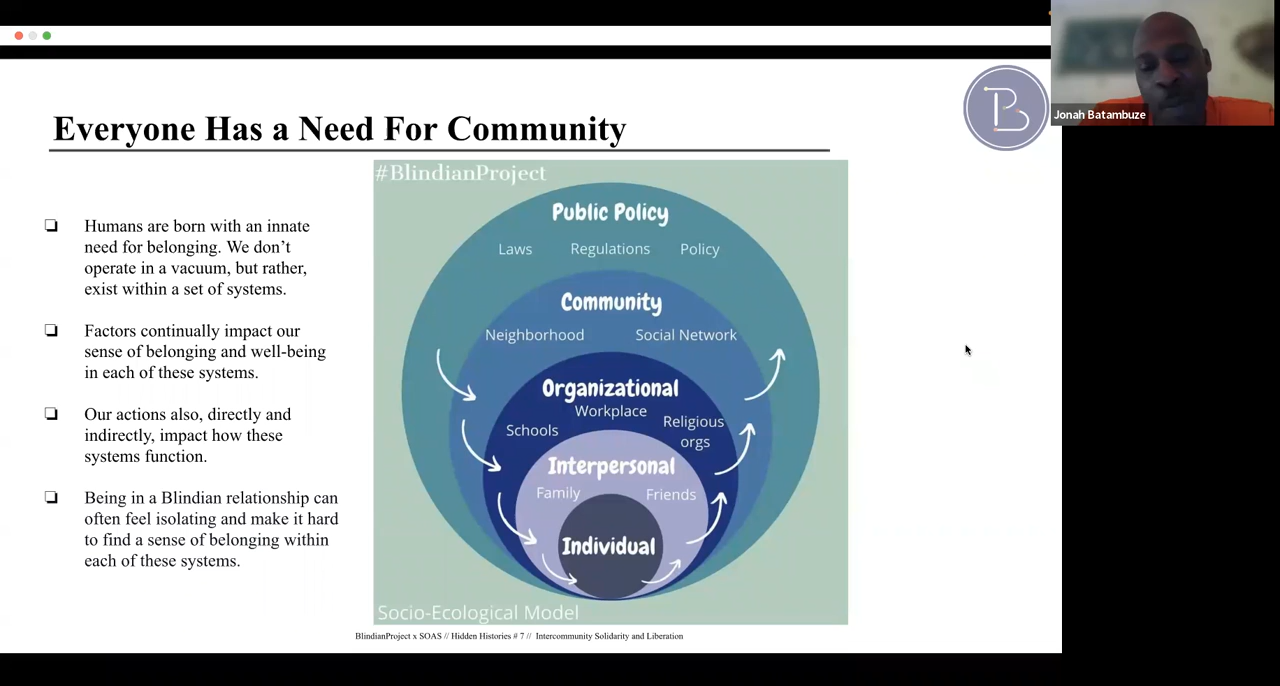 Everyone Has a Need For Community
B
Jonah Batambuze
Humans are born with an innate
need for belonging. We don’t
operate in a vacuum, but rather,
exist within a set of systems.
Factors continually impact our
sense of belonging and well-being
in each of these systems.
Our actions also, directly and
indirectly, impact how these
systems function.
Being in a Blindian relationship can
often feel isolating and make it hard
to find a sense of belonging within
each of these systems.
#BlindianProject
Public Policy
Laws Regulations Policy
Community
Neighborhood Social Network
Organizational
Workplace
Schools
Religious
orgs
Interpersonal
Family Friends
Individual
Socio-Ecological Model
BlindianProject x SOAS // Hidden Histories # 7 // Intercommunity Solidarity and Liberation